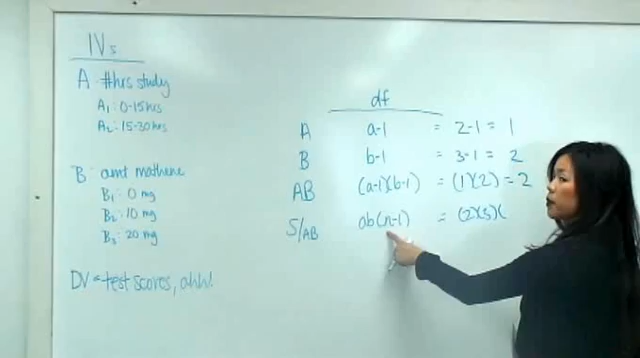 IVs
A: #hrs study
A₁: 0-15hrs
A₂: 15-30hrs
B: amt mathene
B₁: 0 mg
B₂: 10 mg
B₃: 20 mg
DV = test scores, ahh!
df
A a-1 = 2-1 = 1
B b-1 = 3-1 = 2
AB (a-1)(b-1) = (1)(2) = 2
S/AB ab(n-1) = (2)(3)(